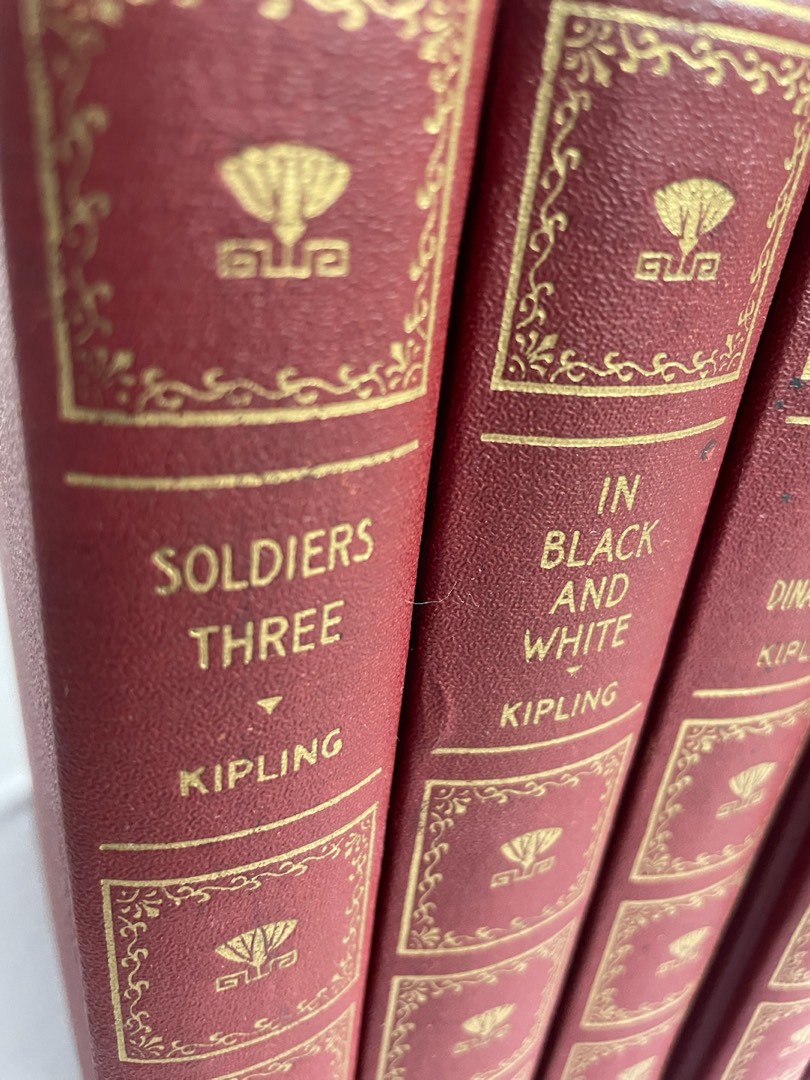 SOLDIERS
THREE
KIPLING
IN
BLACK
AND
WHITE
KIPLING